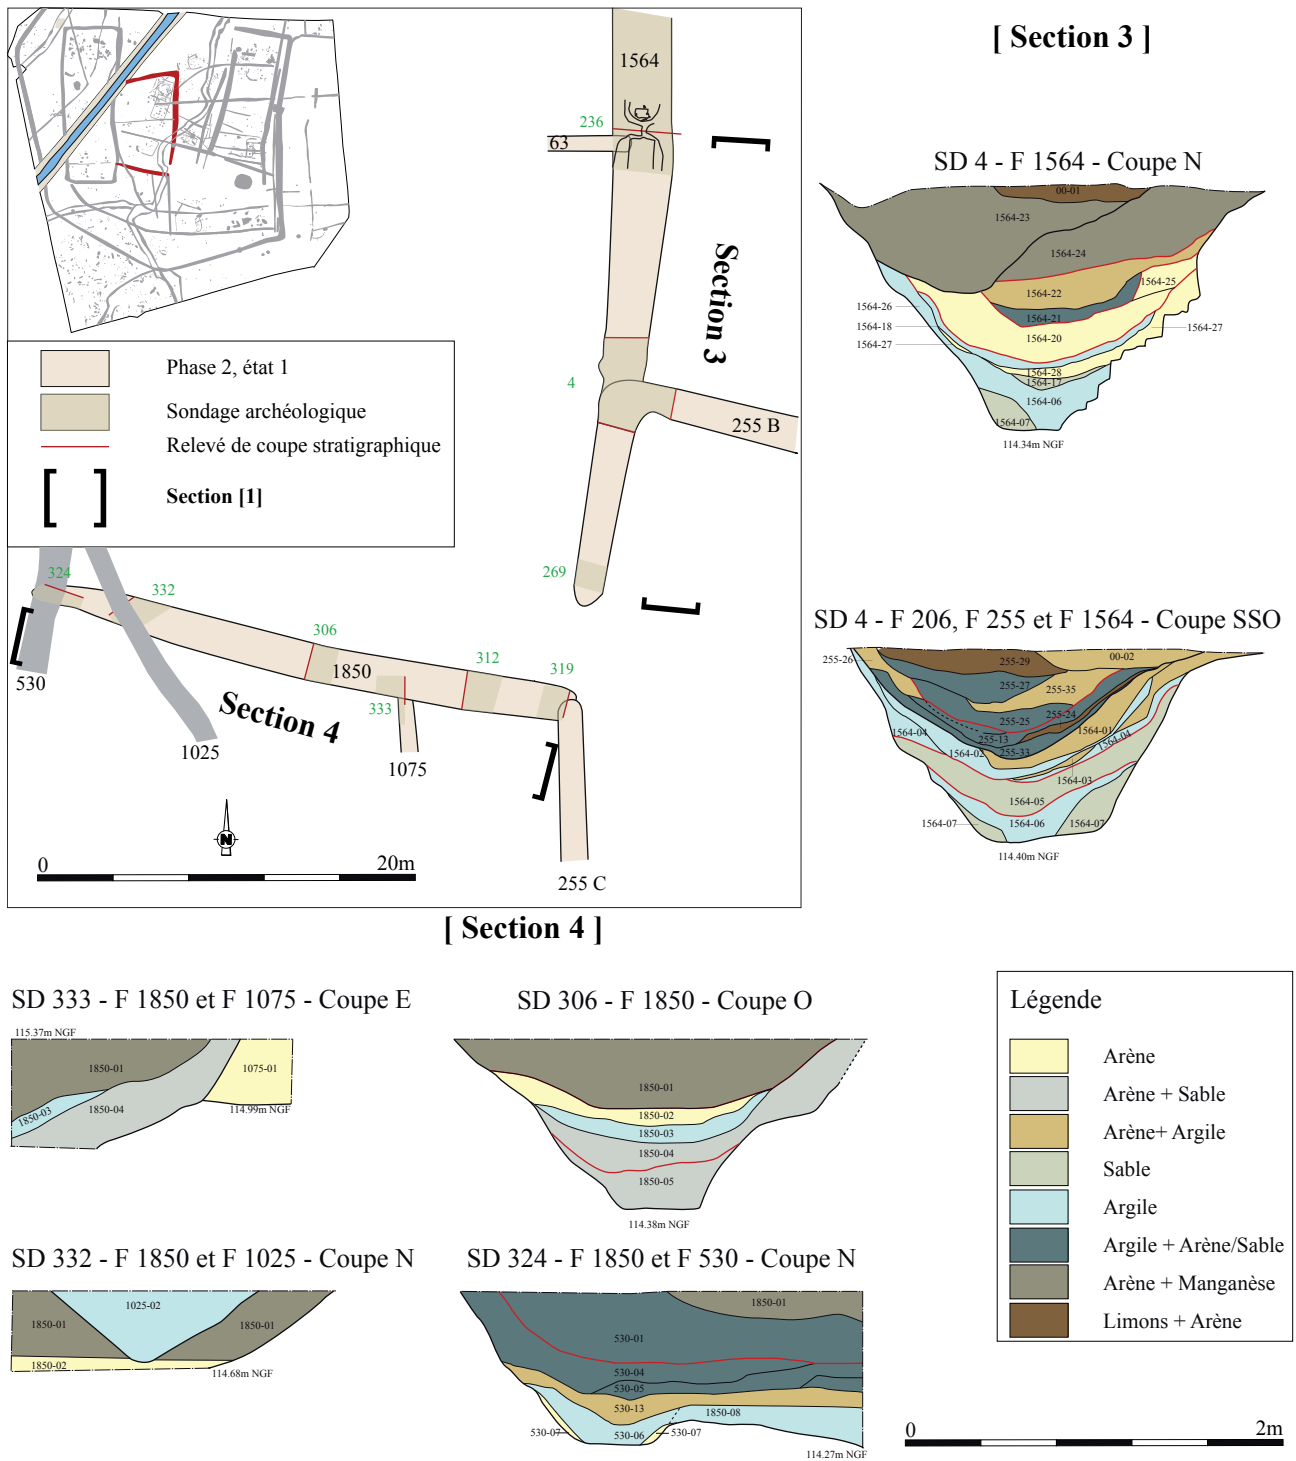 [ Section 3 ]
1564
236
63
Section 3
4
255 B
269
Phase 2, état 1
Sondage archéologique
Relevé de coupe stratigraphique
Section [1]
324
332
306
1850
312
319
333
530
1025
Section 4
1075
255 C
N
0
20m
SD 4 - F 1564 - Coupe N
00-01
1564-23
1564-24
1564-25
1564-22
1564-26
1564-21
1564-18
1564-27
1564-20
1564-27
1564-28
1564-17
1564-06
1564-07
114.34m NGF
SD 4 - F 206, F 255 et F 1564 - Coupe SSO
255-26
255-29
00-02
255-27
255-35
255-24
255-25
1564-04
255-13
1564-01
1564-04
1564-02
255-33
1564-03
1564-05
1564-07
1564-06
1564-07
114.40m NGF
[ Section 4 ]
SD 333 - F 1850 et F 1075 - Coupe E
115.37m NGF
1850-01
1075-01
1850-03
1850-04
114.99m NGF
SD 306 - F 1850 - Coupe O
1850-01
1850-02
1850-03
1850-04
1850-05
114.38m NGF
SD 332 - F 1850 et F 1025 - Coupe N
1025-02
1850-01
1850-01
1850-02
114.68m NGF
SD 324 - F 1850 et F 530 - Coupe N
1850-01
530-01
530-04
530-05
530-13
1850-08
530-07
530-06
530-07
114.27m NGF
Légende
Arène
Arène + Sable
Arène+ Argile
Sable
Argile
Argile + Arène/Sable
Arène + Manganèse
Limons + Arène
0
2m